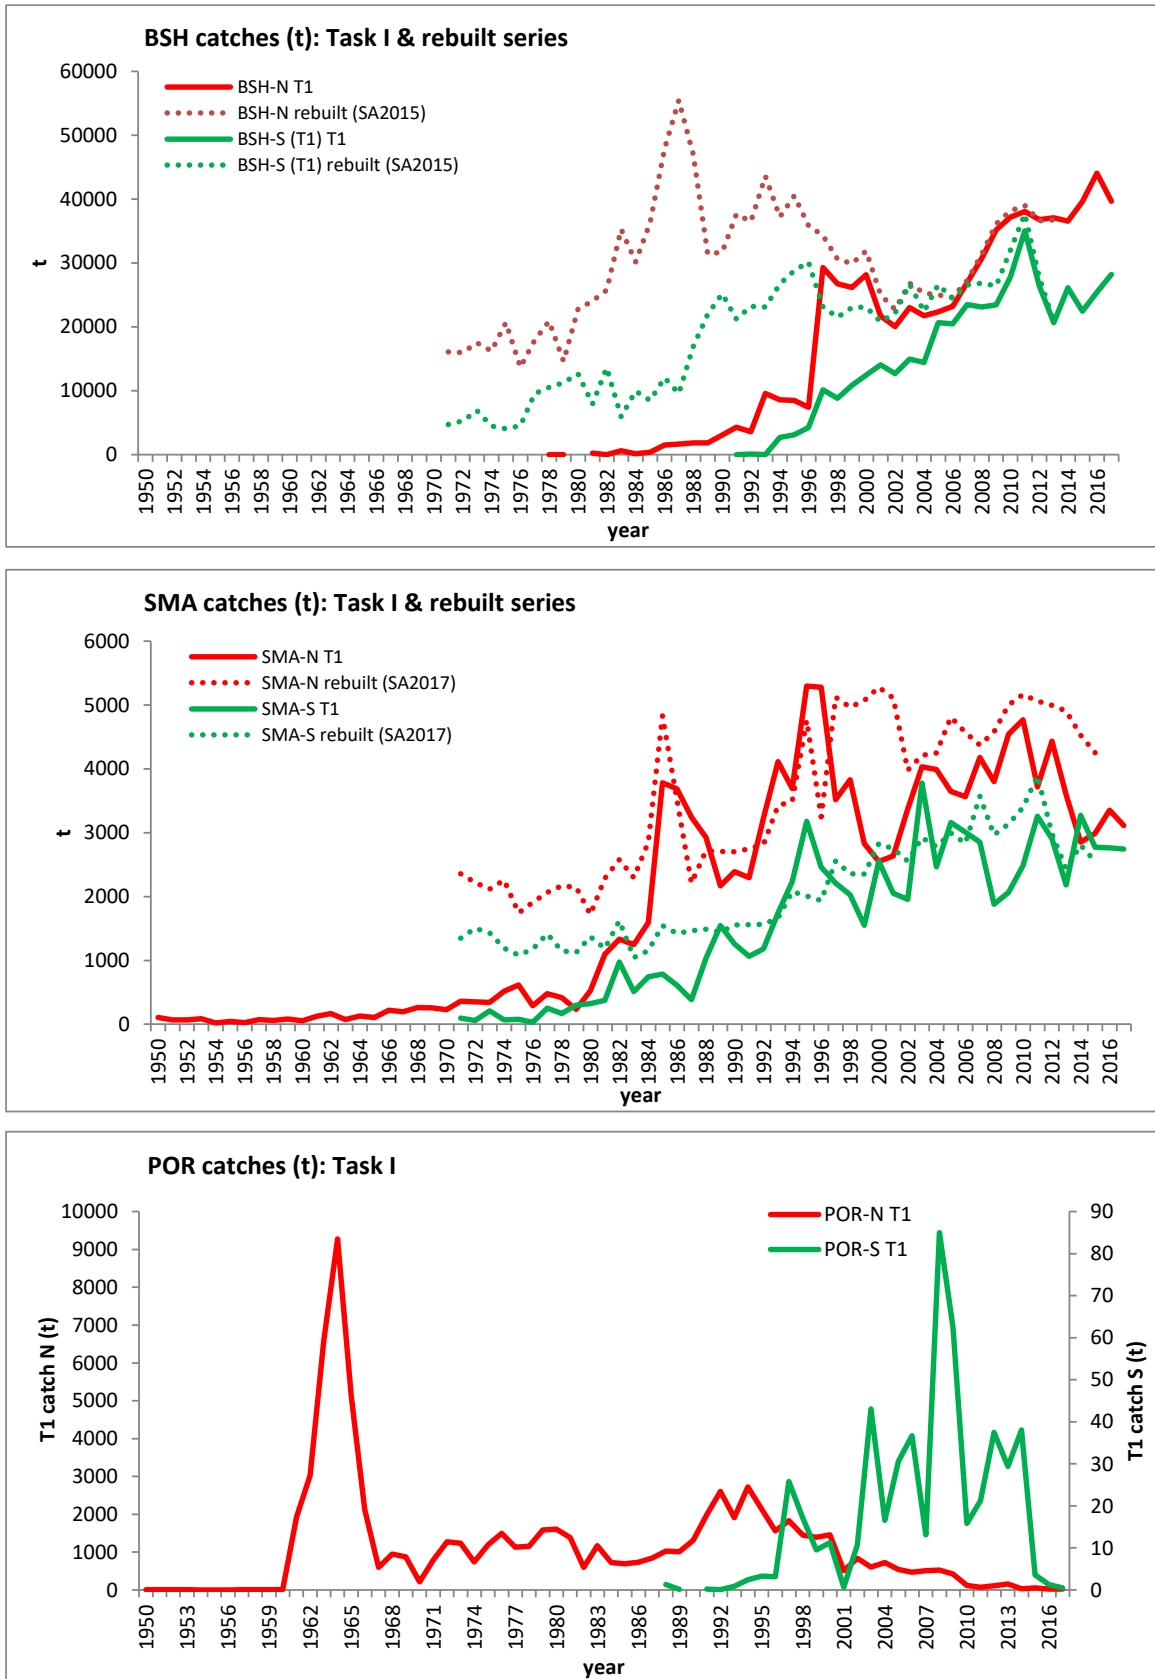 BSH catches (t): Task I & rebuilt series
60000
50000
40000
30000
20000
10000
0
t
BSH-N T1
BSH-N rebuilt (SA2015)
BSH-S (T1) T1
BSH-S (T1) rebuilt (SA2015)
1950 1952 1954 1956 1958 1960 1962 1964 1966 1968 1970 1972 1974 1976 1978 1980 1982 1984 1986 1988 1990 1992 1994 1996 1998 2000 2002 2004 2006 2008 2010 2012 2014 2016
year
SMA catches (t): Task I & rebuilt series
6000
5000
4000
3000
2000
1000
0
t
SMA-N T1
SMA-N rebuilt (SA2017)
SMA-S T1
SMA-S rebuilt (SA2017)
1950 1952 1954 1956 1958 1960 1962 1964 1966 1968 1970 1972 1974 1976 1978 1980 1982 1984 1986 1988 1990 1992 1994 1996 1998 2000 2002 2004 2006 2008 2010 2012 2014 2016
year
POR catches (t): Task I
10000
9000
8000
7000
6000
5000
4000
3000
2000
1000
0
T1 catch N (t)
POR-N T1
POR-S T1
90
80
70
60
50
40
30
20
10
0
T1 catch S (t)
1950 1953 1956 1959 1962 1965 1968 1971 1974 1977 1980 1983 1986 1989 1992 1995 1998 2001 2004 2007 2010 2013 2016
year